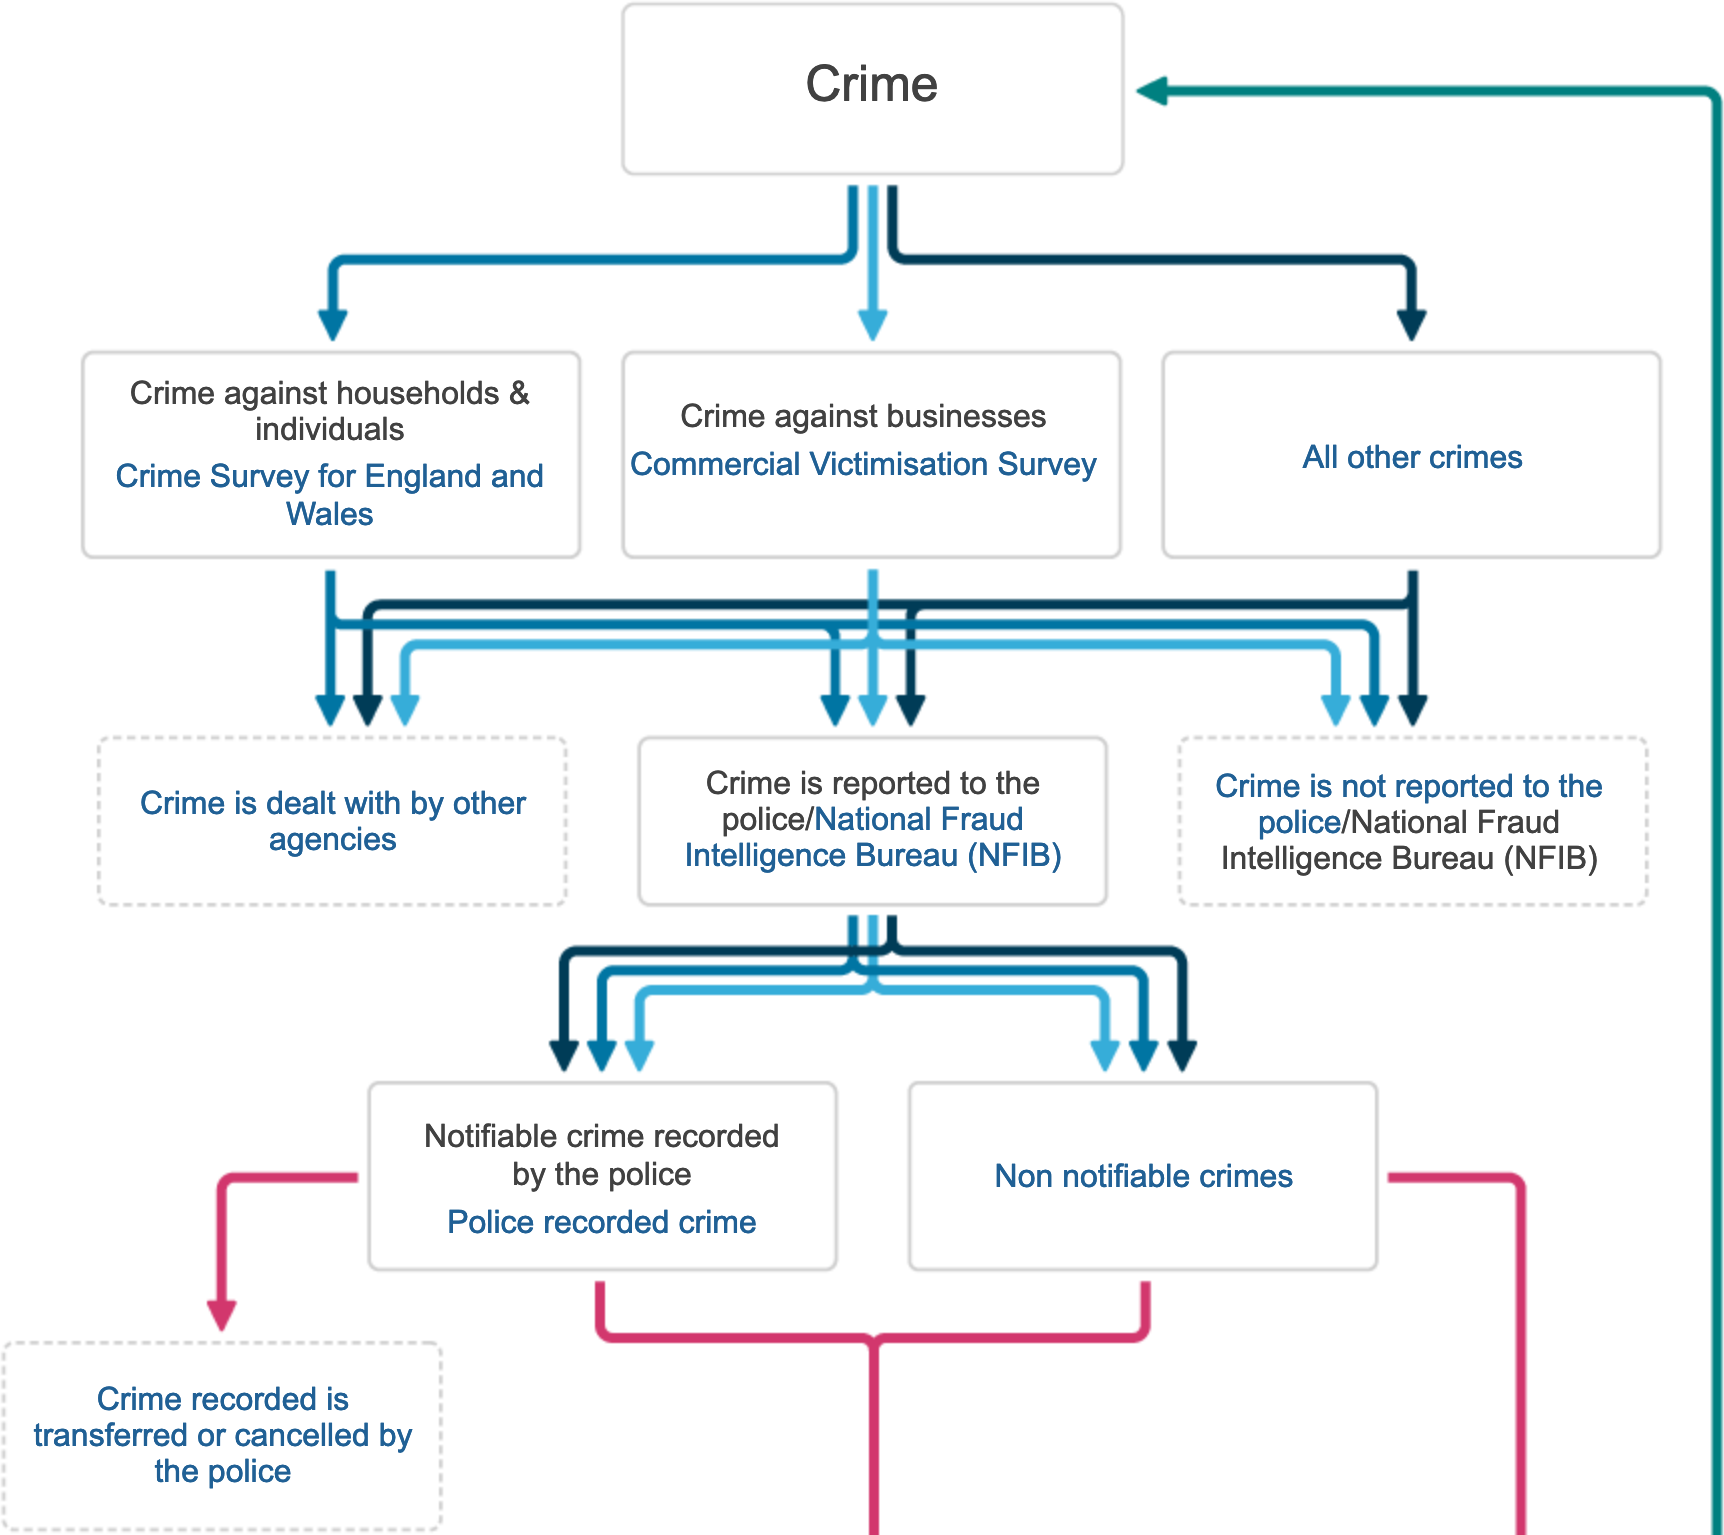 Crime
Crime against households &
individuals
Crime Survey for England and
Wales
Crime against businesses
Commercial Victimisation Survey
All other crimes
Crime is dealt with by other
agencies
Crime is reported to the
police/National Fraud
Intelligence Bureau (NFIB)
Crime is not reported to the
police/National Fraud
Intelligence Bureau (NFIB)
Notifiable crime recorded
by the police
Police recorded crime
Non notifiable crimes
Crime recorded is
transferred or cancelled by
the police